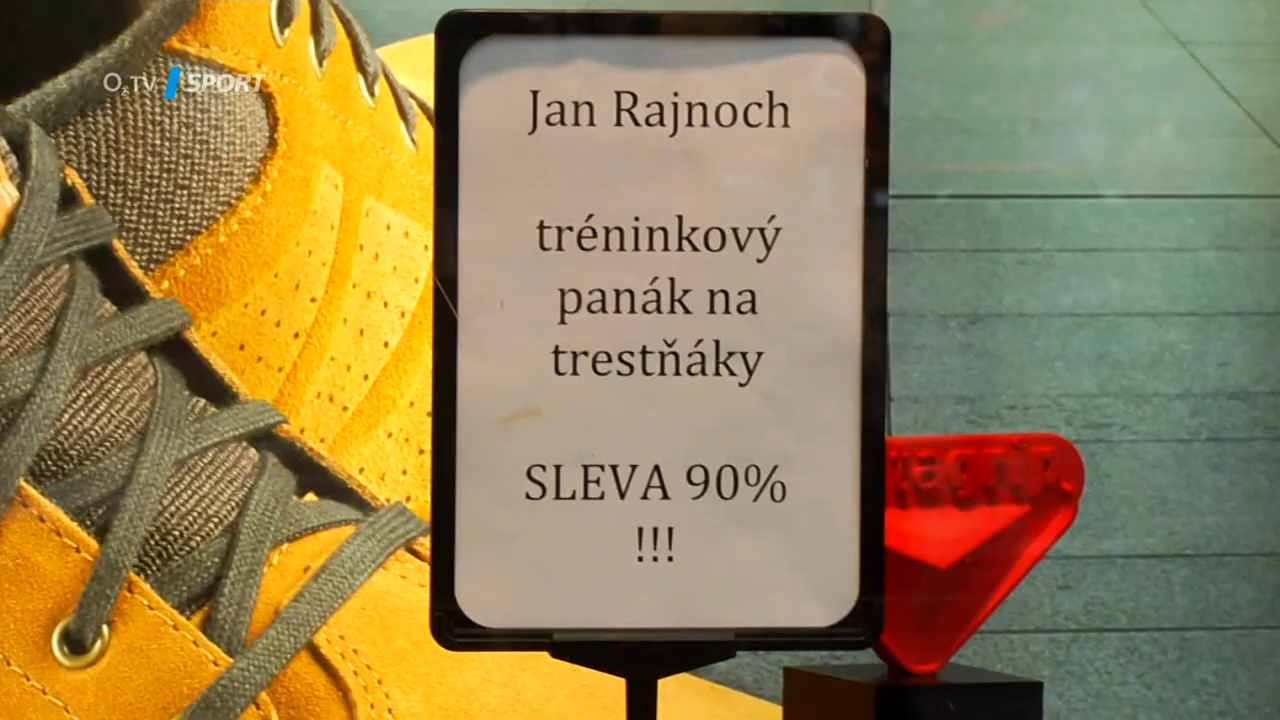 O2 TV SPORT
Jan Rajnoch
tréninkový
panák na
trestňáky
SLEVA 90%
!!!